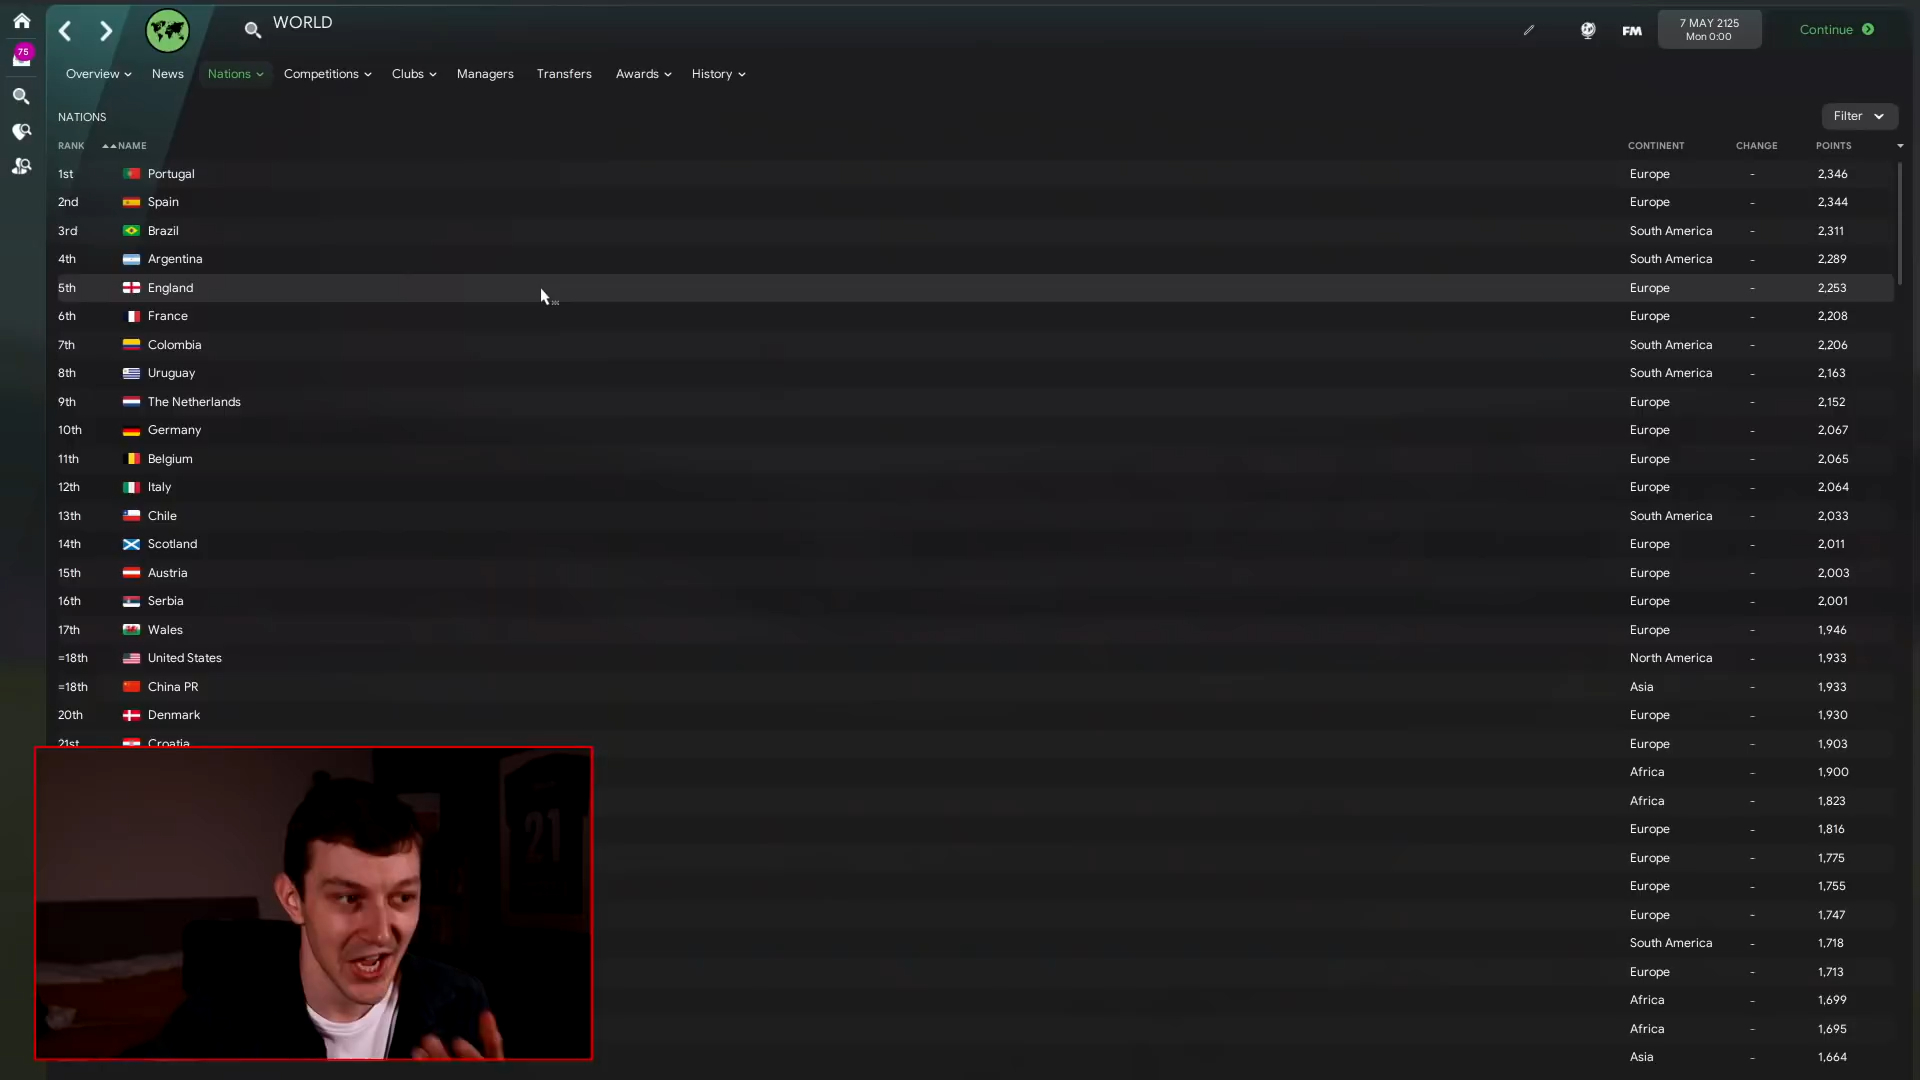 WORLD
FM
7 MAY 2125
Mon 0:00
Continue
75
Overview News Nations Competitions Clubs Managers Transfers Awards History
NATIONS
Filter
RANK NAME CONTINENT CHANGE POINTS
1st Portugal Europe - 2,346
2nd Spain Europe - 2,344
3rd Brazil South America - 2,311
4th Argentina South America - 2,289
5th England Europe - 2,253
6th France Europe - 2,208
7th Colombia South America - 2,206
8th Uruguay South America - 2,163
9th The Netherlands Europe - 2,152
10th Germany Europe - 2,067
11th Belgium Europe - 2,065
12th Italy Europe - 2,064
13th Chile South America - 2,033
14th Scotland Europe - 2,011
15th Austria Europe - 2,003
16th Serbia Europe - 2,001
17th Wales Europe - 1,946
=18th United States North America - 1,933
=18th China PR Asia - 1,933
20th Denmark Europe - 1,930
21st Croatia Europe - 1,903
Africa - 1,900
Africa - 1,823
Europe - 1,816
Europe - 1,775
Europe - 1,755
Europe - 1,747
South America - 1,718
Europe - 1,713
Africa - 1,699
Africa - 1,695
Asia - 1,664
21